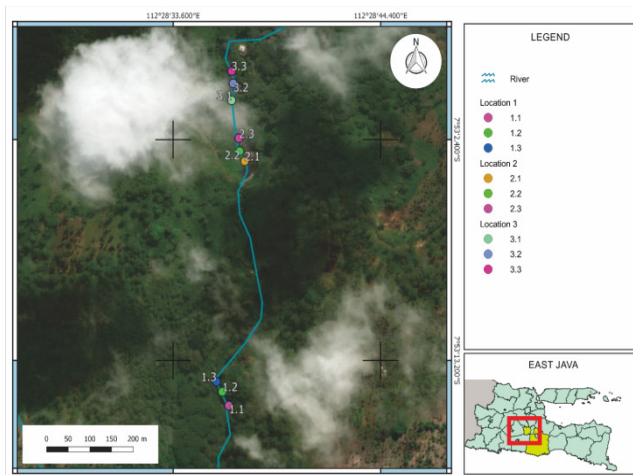 112°28'33.600"E 112°28'44.400"E
N
3.3
3.2
3.1
2.3
2.2 2.1
7°53'2.400"S
7°53'13.200"S
1.3
1.2
1.1
0 50 100 150 200 m
LEGEND
River
Location 1
1.1
1.2
1.3
Location 2
2.1
2.2
2.3
Location 3
3.1
3.2
3.3
EAST JAVA